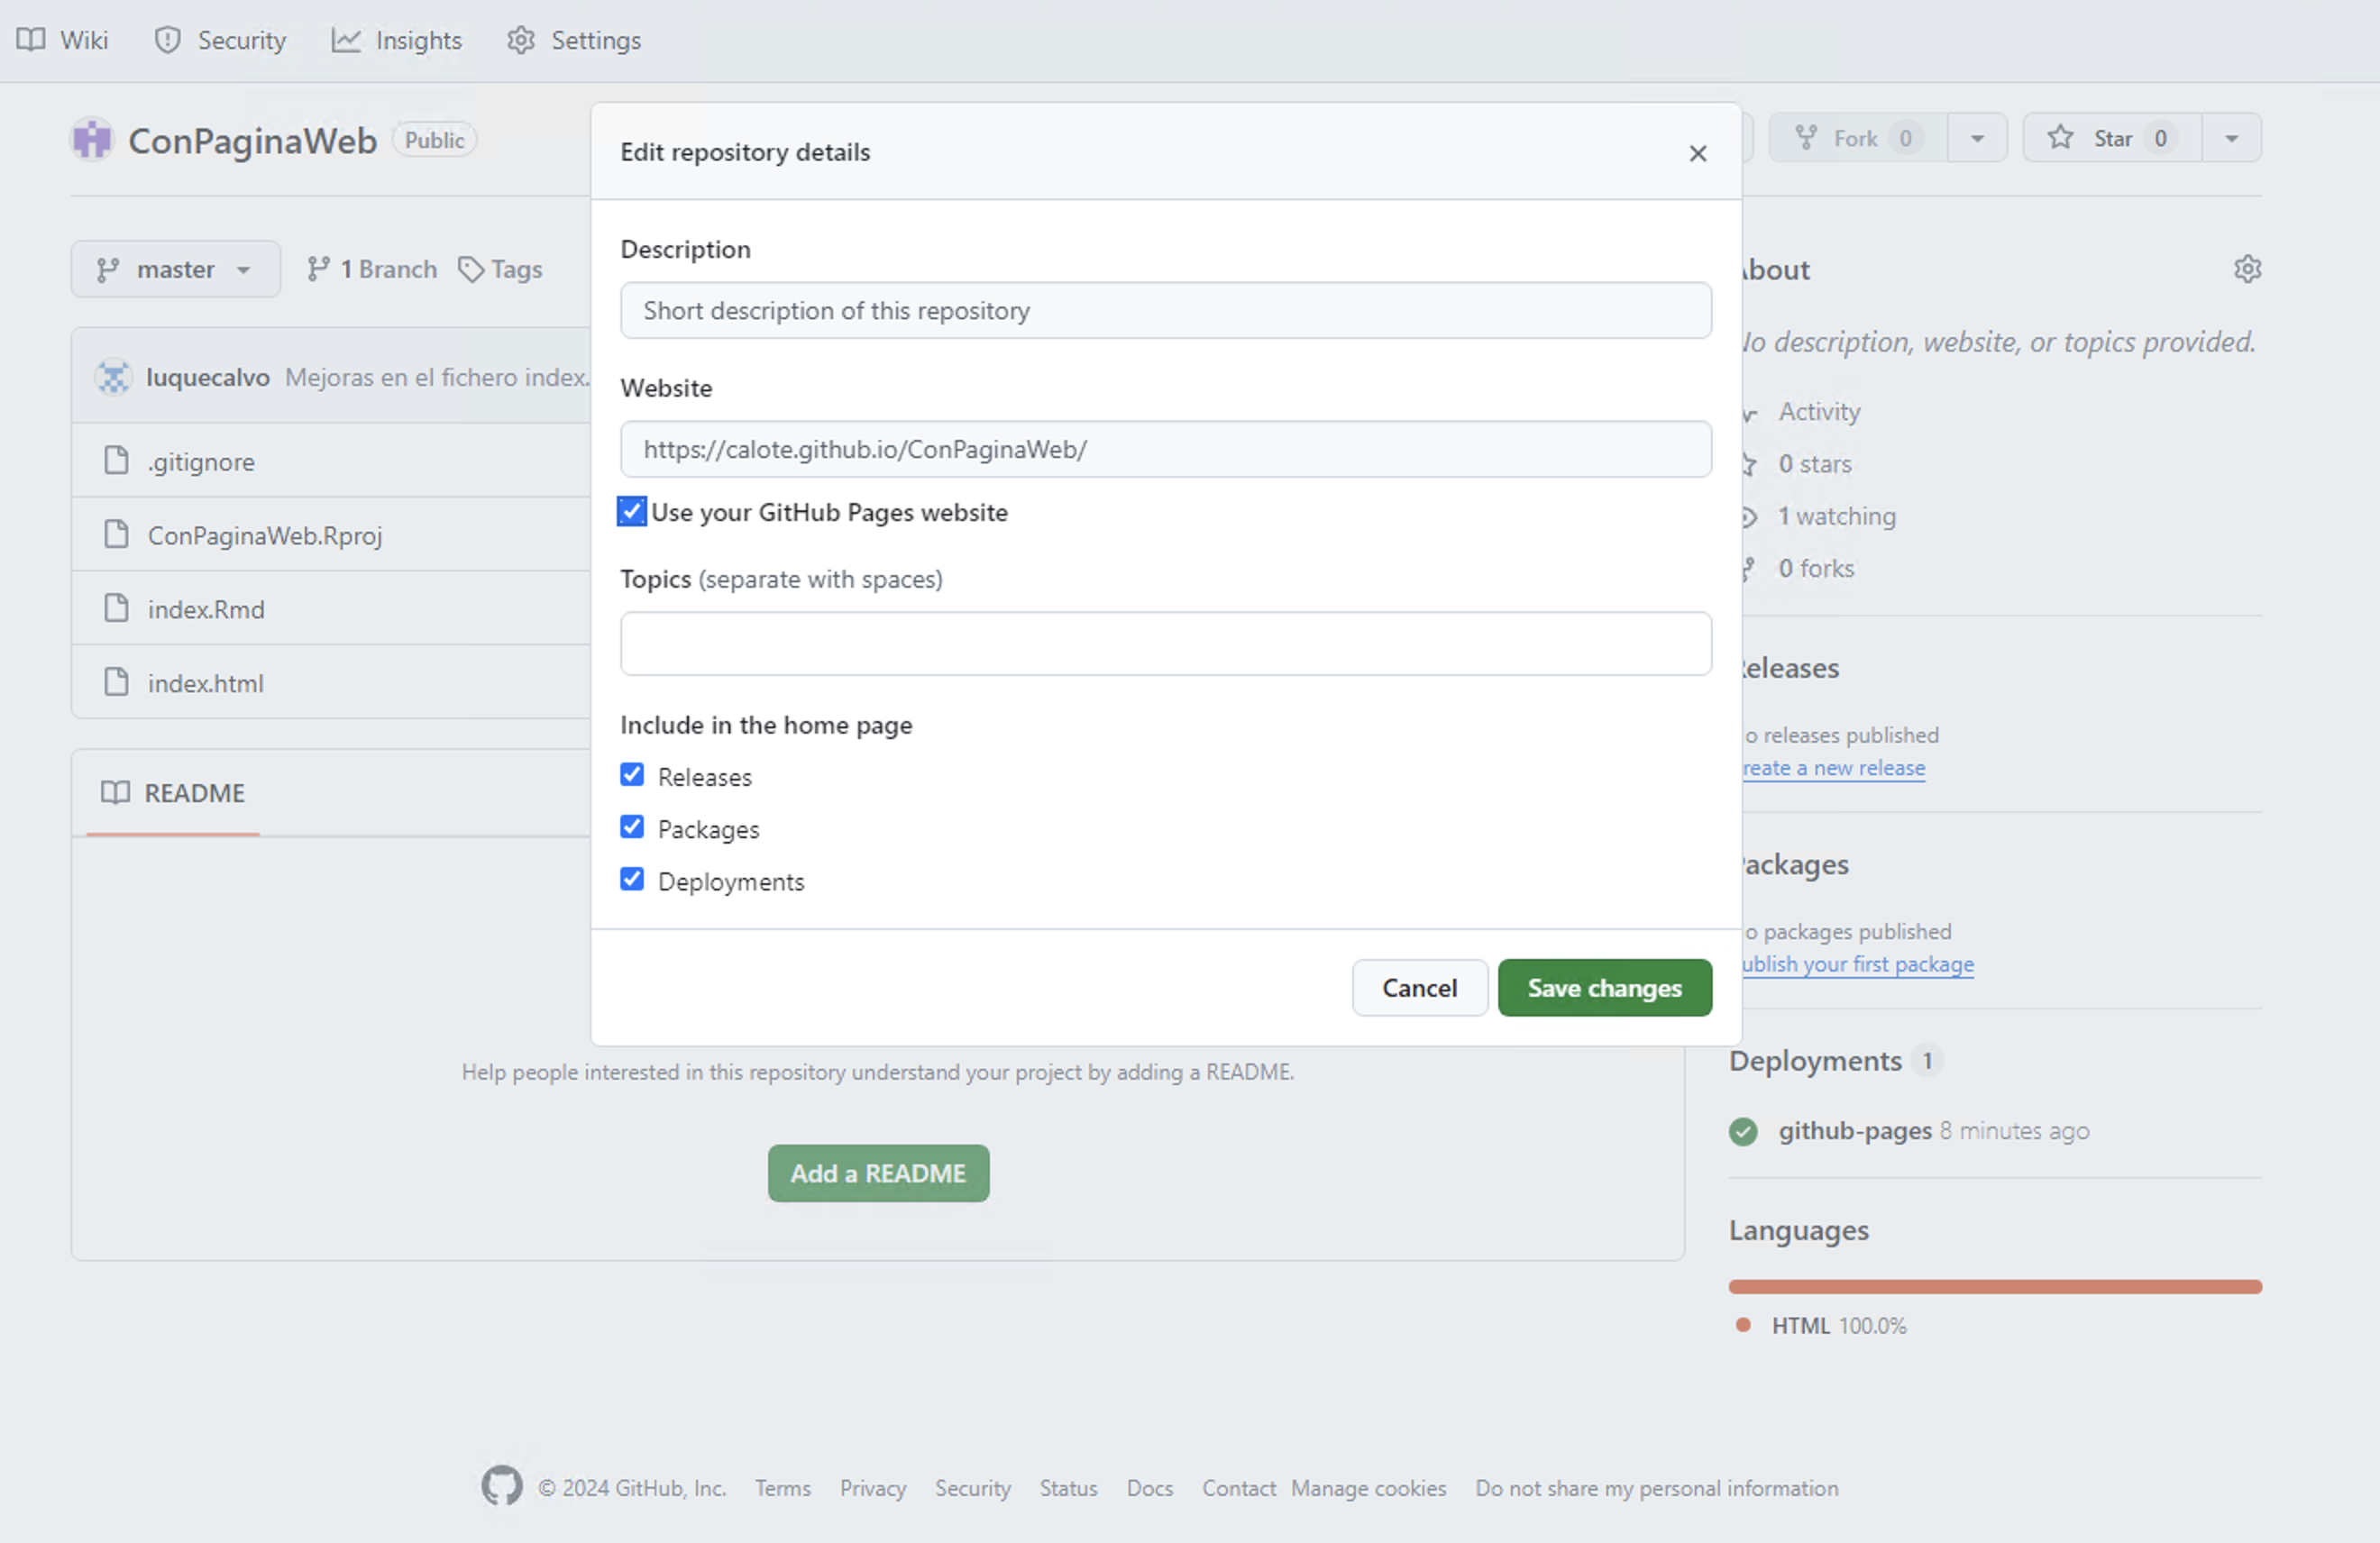 Wiki Security Insights Settings
ConPaginaWeb Public
Fork 0 Star 0
Edit repository details
Description
Short description of this repository
Website
https://calote.github.io/ConPaginaWeb/
Use your GitHub Pages website
Topics (separate with spaces)
Include in the home page
Releases
Packages
Deployments
Cancel Save changes
master 1 Branch Tags
luquecalvo Mejoras en el fichero index.
.gitignore
ConPaginaWeb.Rproj
index.Rmd
index.html
README
Help people interested in this repository understand your project by adding a README.
Add a README
About
No description, website, or topics provided.
Activity
0 stars
1 watching
0 forks
Releases
o releases published
reate a new release
Packages
o packages published
ublish your first package
Deployments 1
github-pages 8 minutes ago
Languages
HTML 100.0%
© 2024 GitHub, Inc. Terms Privacy Security Status Docs Contact Manage cookies Do not share my personal information